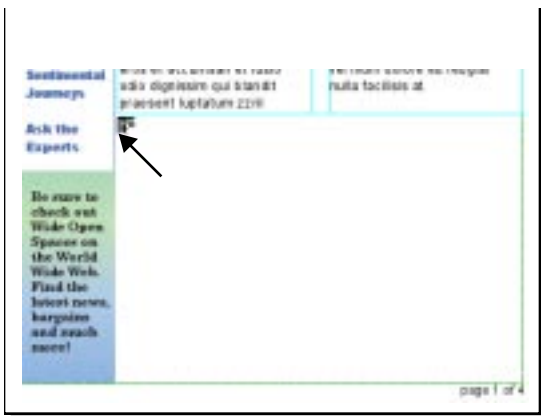 Sentimental
Journeys
Ask the
Experts
odio dignissim qui blandit
praesent luptatum zzril
nulla facilisis at
Be sure to
check out
Wide Open
Spaces on
the World
Wide Web.
Find the
latest news,
bargains
and much
more!
page 1 of 4